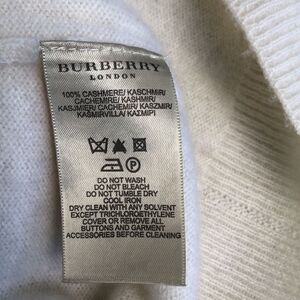 BURBERRY
LONDON
100% CASHMERE/ KASCHMIR/
CACHEMIRE/ KASHMIR/
KASJMIER/ CACHEMIR/ KASZMIR/
KASMIRVILLA/ ΚΑΣΜΙΡΙ
P
DO NOT WASH
DO NOT BLEACH
DO NOT TUMBLE DRY
COOL IRON
DRY CLEAN WITH ANY SOLVENT
EXCEPT TRICHLOROETHYLENE
COVER OR REMOVE ALL
BUTTONS AND GARMENT
ACCESSORIES BEFORE CLEANING